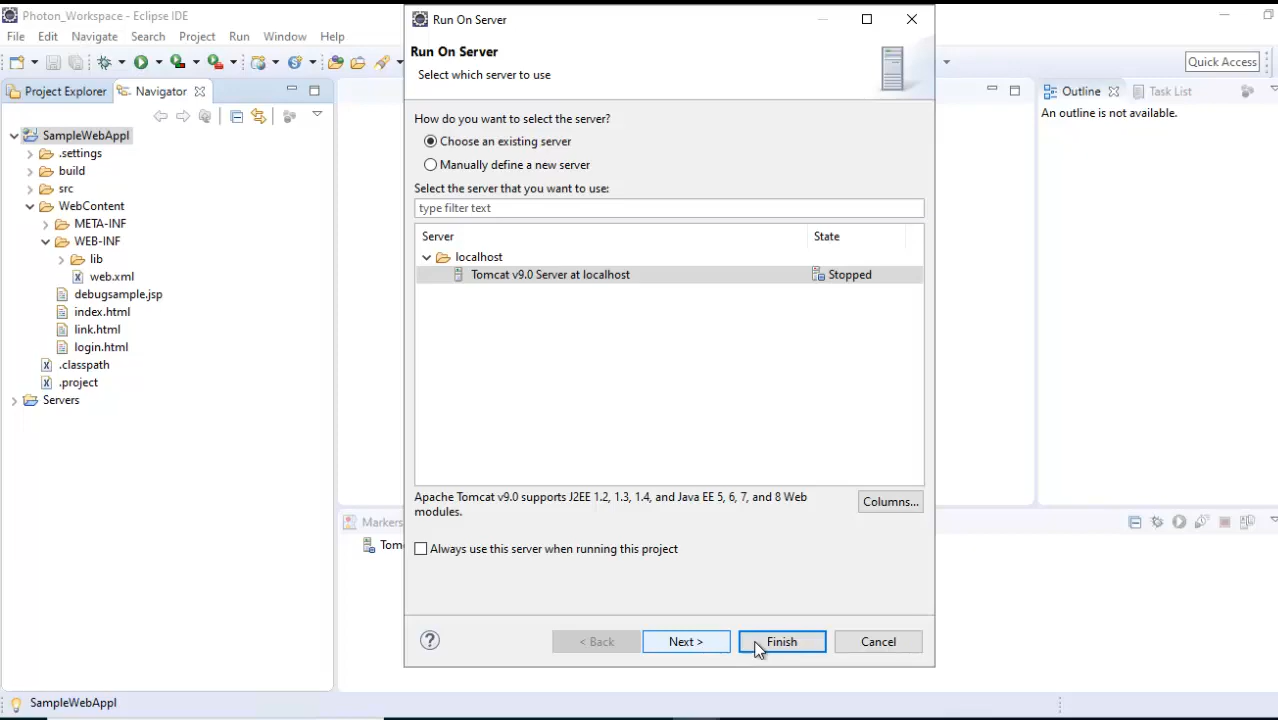 Photon_Workspace - Eclipse IDE
File Edit Navigate Search Project Run Window Help
Quick Access
Project Explorer
Navigator
SampleWebAppl
.settings
build
src
WebContent
META-INF
WEB-INF
lib
web.xml
debugsample.jsp
index.html
link.html
login.html
.classpath
.project
Servers
Run On Server
Run On Server
Select which server to use
How do you want to select the server?
Choose an existing server
Manually define a new server
Select the server that you want to use:
type filter text
Server State
localhost
Tomcat v9.0 Server at localhost Stopped
Apache Tomcat v9.0 supports J2EE 1.2, 1.3, 1.4, and Java EE 5, 6, 7, and 8 Web
modules.
Columns...
Always use this server when running this project
?
< Back Next > Finish Cancel
Outline Task List
An outline is not available.
Markers
Tom
SampleWebAppl